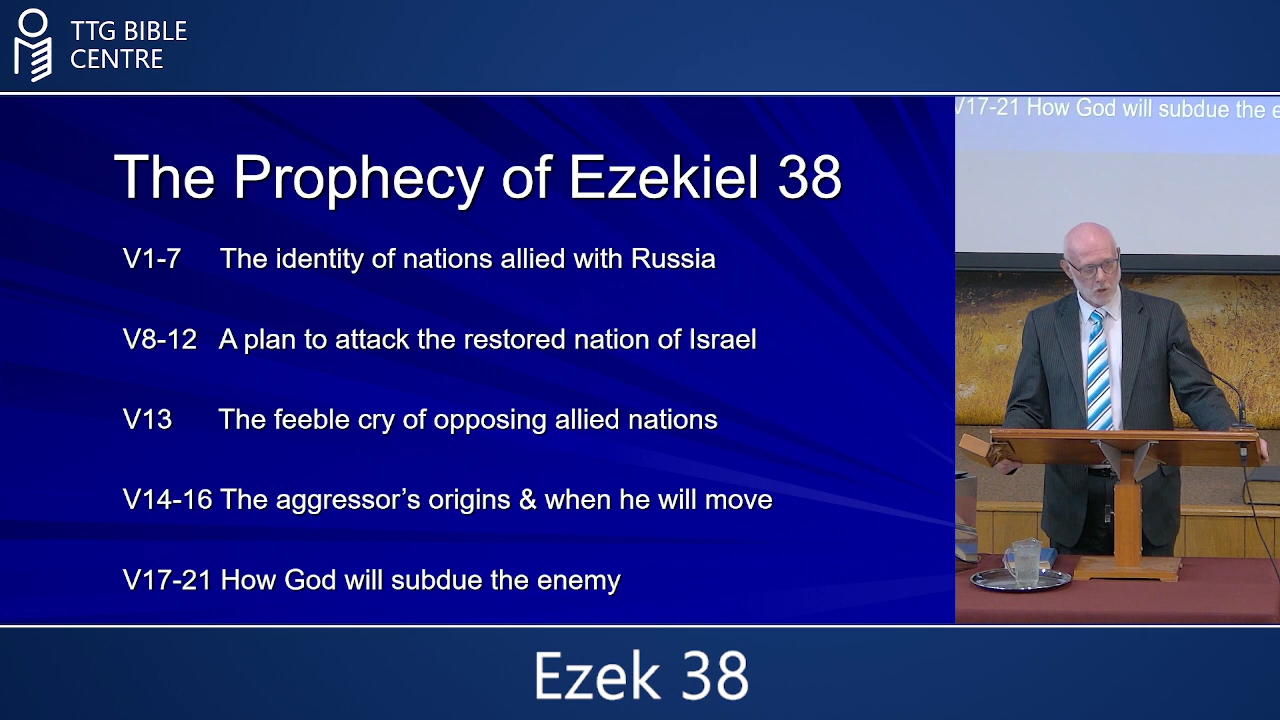 TTG BIBLE
CENTRE
The Prophecy of Ezekiel 38
V1-7 The identity of nations allied with Russia
V8-12 A plan to attack the restored nation of Israel
V13 The feeble cry of opposing allied nations
V14-16 The aggressor’s origins & when he will move
V17-21 How God will subdue the enemy
V17-21 How God will subdue the e
Ezek 38